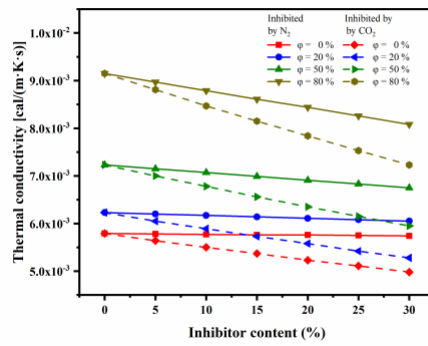 Thermal conductivity [cal/(m·K·s)]
1.0x10⁻²
9.0x10⁻³
8.0x10⁻³
7.0x10⁻³
6.0x10⁻³
5.0x10⁻³
Inhibited Inhibited by
by N₂ by CO₂
φ = 0 % φ = 0 %
φ = 20 % φ = 20 %
φ = 50 % φ = 50 %
φ = 80 % φ = 80 %
0 5 10 15 20 25 30
Inhibitor content (%)